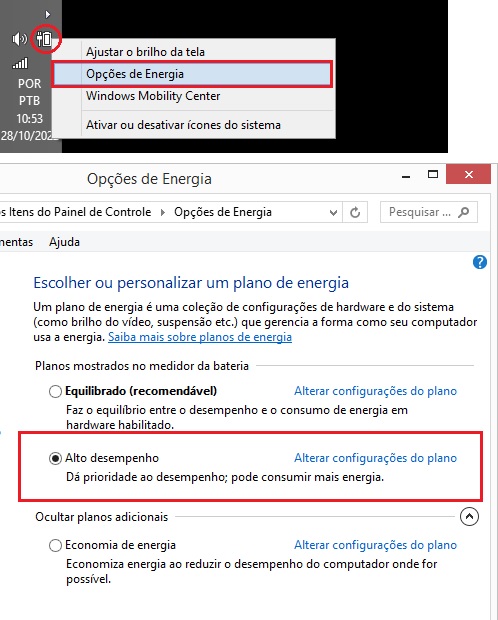 Ajustar o brilho da tela
Opções de Energia
Windows Mobility Center
Ativar ou desativar ícones do sistema
POR
PTB
10:53
28/10/202
Opções de Energia
os Itens do Painel de Controle Opções de Energia
Pesquisar ...
mentas Ajuda
Escolher ou personalizar um plano de energia
Um plano de energia é uma coleção de configurações de hardware e do sistema
(como brilho do vídeo, suspensão etc.) que gerencia a forma como seu computador
usa a energia. Saiba mais sobre planos de energia
Planos mostrados no medidor da bateria
Equilibrado (recomendável) Alterar configurações do plano
Faz o equilíbrio entre o desempenho e o consumo de energia em
hardware habilitado.
Alto desempenho Alterar configurações do plano
Dá prioridade ao desempenho; pode consumir mais energia.
Ocultar planos adicionais
Economia de energia Alterar configurações do plano
Economiza energia ao reduzir o desempenho do computador onde for
possível.